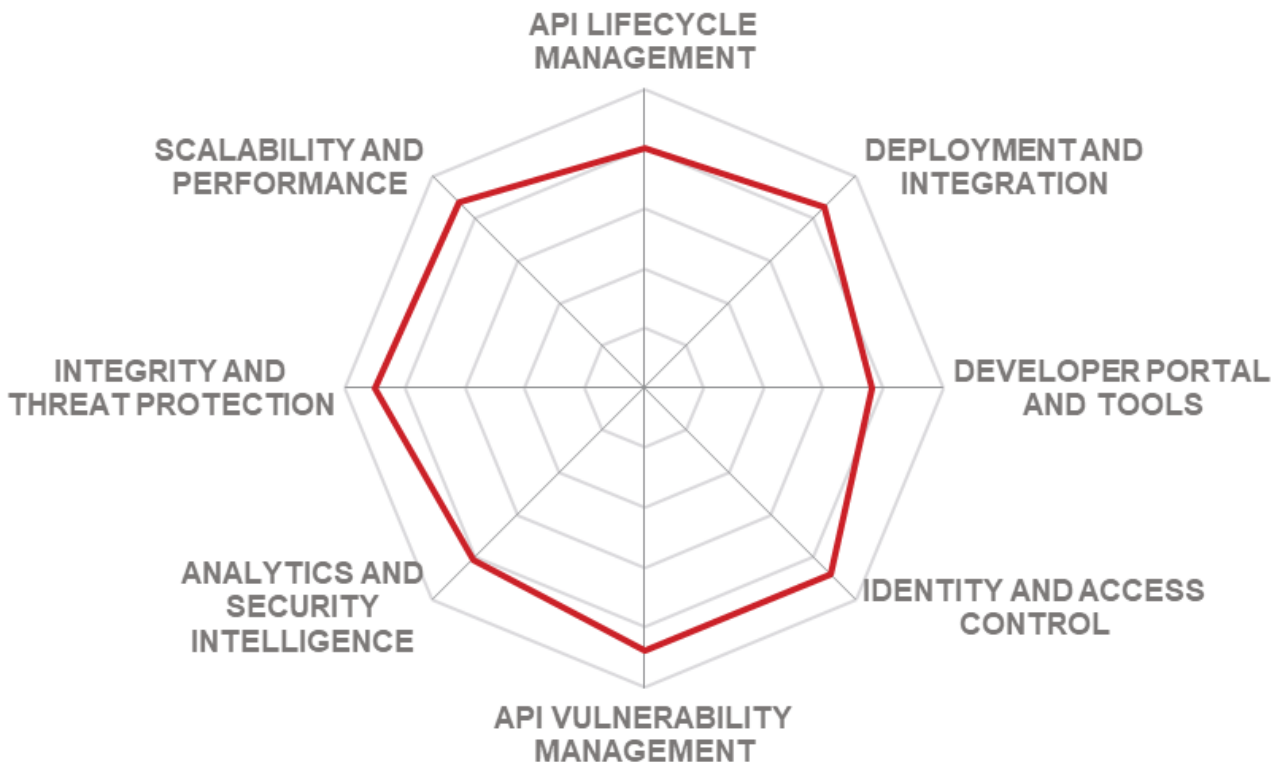 API LIFECYCLE
MANAGEMENT
SCALABILITY AND
PERFORMANCE
DEPLOYMENT AND
INTEGRATION
INTEGRITY AND
THREAT PROTECTION
DEVELOPER PORTAL
AND TOOLS
ANALYTICS AND
SECURITY
INTELLIGENCE
IDENTITY AND ACCESS
CONTROL
API VULNERABILITY
MANAGEMENT